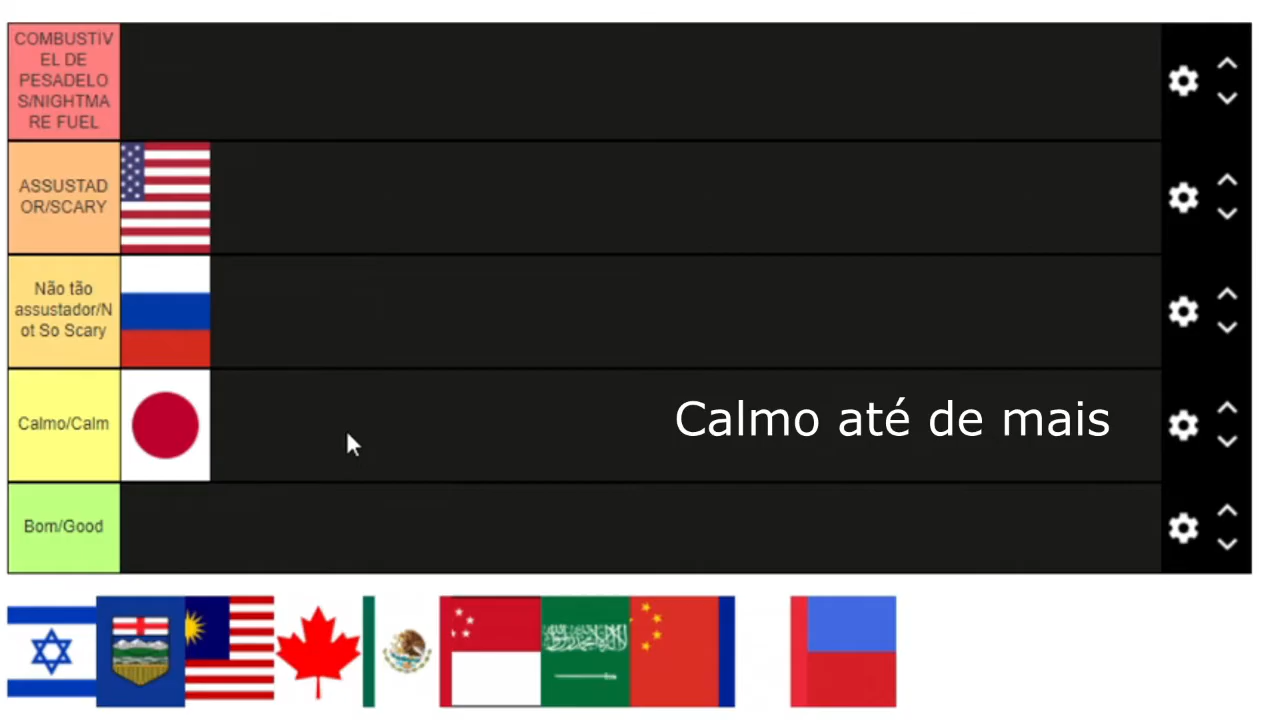 COMBUSTIV
EL DE
PESADELO
S/NIGHTMA
RE FUEL
ASSUSTAD
OR/SCARY
Não tão
assustador/N
ot So Scary
Calmo/Calm
Calmo até de mais
Bom/Good